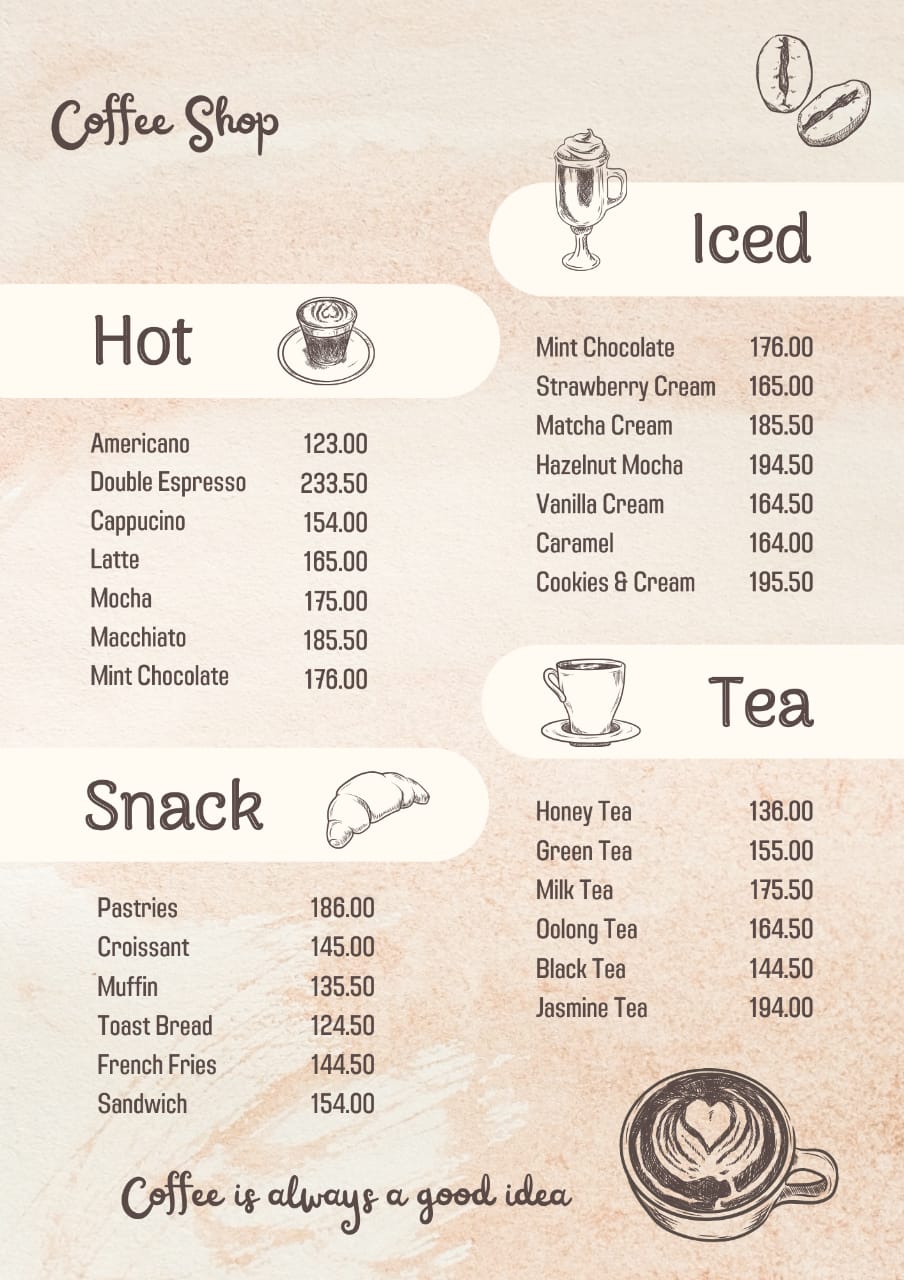 Coffee Shop
Hot
Americano 123.00
Double Espresso 233.50
Cappucino 154.00
Latte 165.00
Mocha 175.00
Macchiato 185.50
Mint Chocolate 176.00
Snack
Pastries 186.00
Croissant 145.00
Muffin 135.50
Toast Bread 124.50
French Fries 144.50
Sandwich 154.00
Iced
Mint Chocolate 176.00
Strawberry Cream 165.00
Matcha Cream 185.50
Hazelnut Mocha 194.50
Vanilla Cream 164.50
Caramel 164.00
Cookies & Cream 195.50
Tea
Honey Tea 136.00
Green Tea 155.00
Milk Tea 175.50
Oolong Tea 164.50
Black Tea 144.50
Jasmine Tea 194.00
Coffee is always a good idea